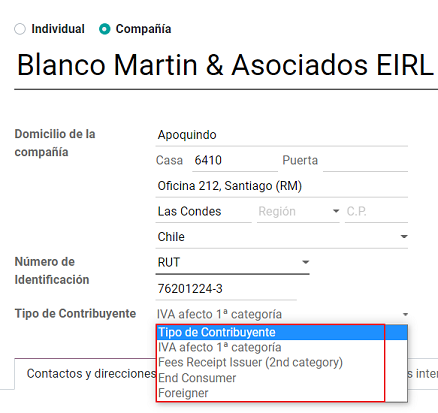 Individual Compañía
Blanco Martin & Asociados EIRL
Domicilio de la compañía Apoquindo
Casa 6410 Puerta
Oficina 212, Santiago (RM)
Las Condes Región C.P.
Chile
Número de Identificación RUT
76201224-3
Tipo de Contribuyente IVA afecto 1ª categoría
Tipo de Contribuyente
IVA afecto 1ª categoría
Fees Receipt Issuer (2nd category)
End Consumer
Foreigner
Contactos y direcciones